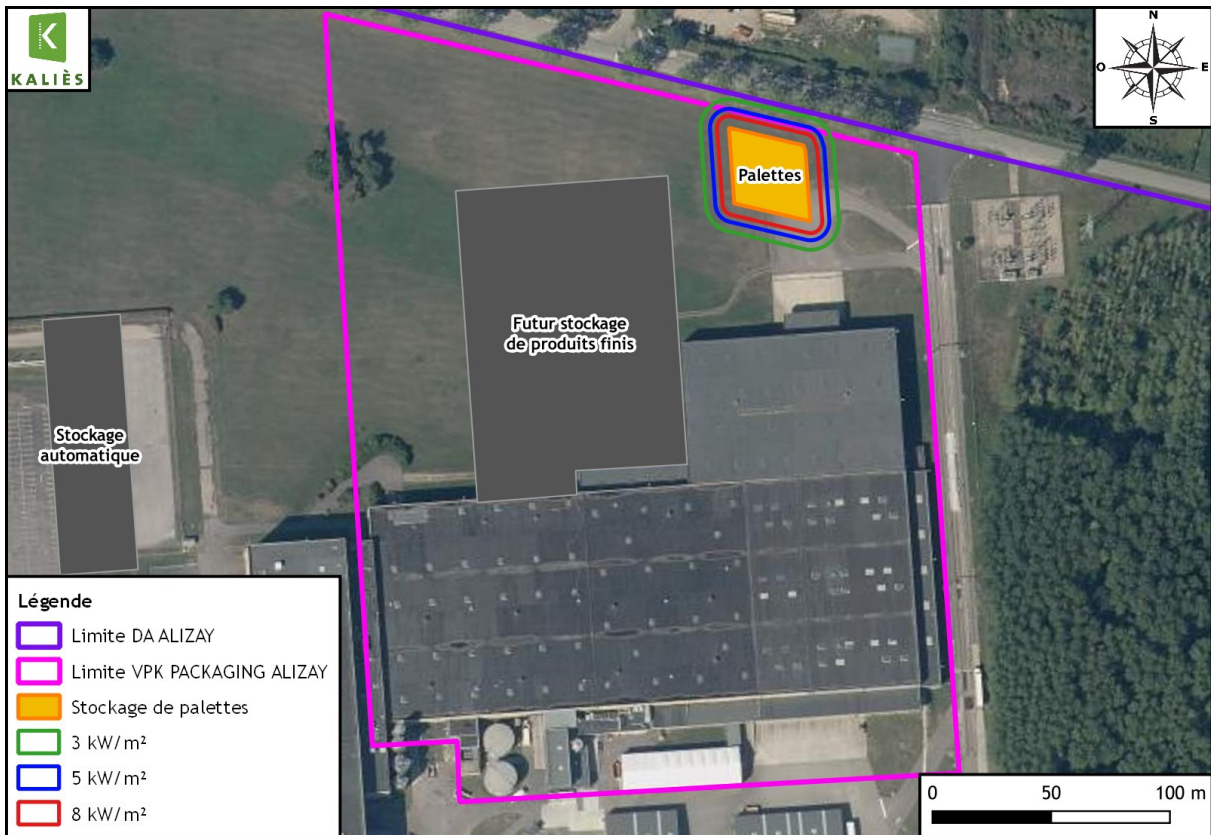 KALIÈS
N
O
E
S
Palettes
Futur stockage
de produits finis
Stockage
automatique
Légende
Limite DA ALIZAY
Limite VPK PACKAGING ALIZAY
Stockage de palettes
3 kW/m²
5 kW/m²
8 kW/m²
0 50 100 m